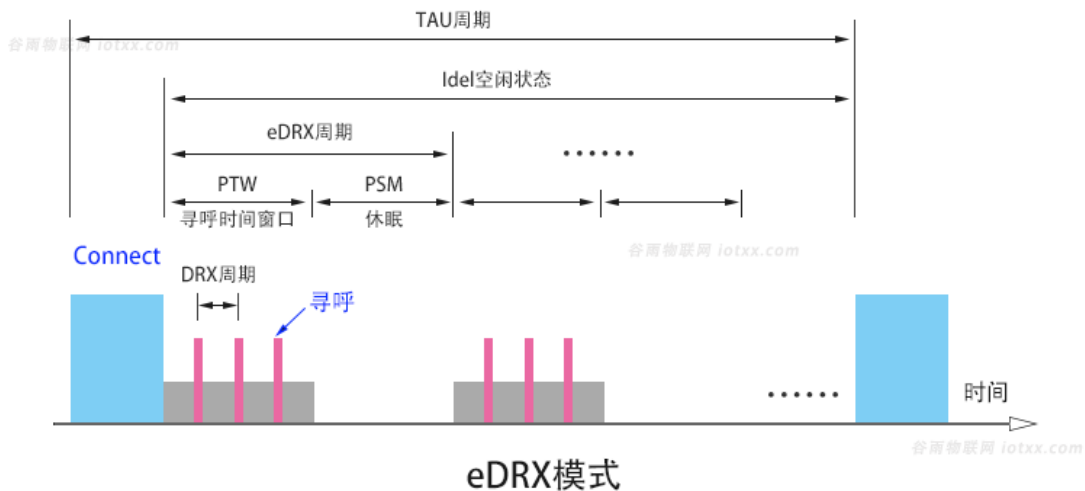 TAU周期
谷雨物联网 iotxx.com
Idel空闲状态
eDRX周期
······
PTW
PSM
寻呼时间窗口
休眠
谷雨物联网 iotxx.com
Connect
DRX周期
寻呼
······
时间
谷雨物联网 iotxx.com
eDRX模式